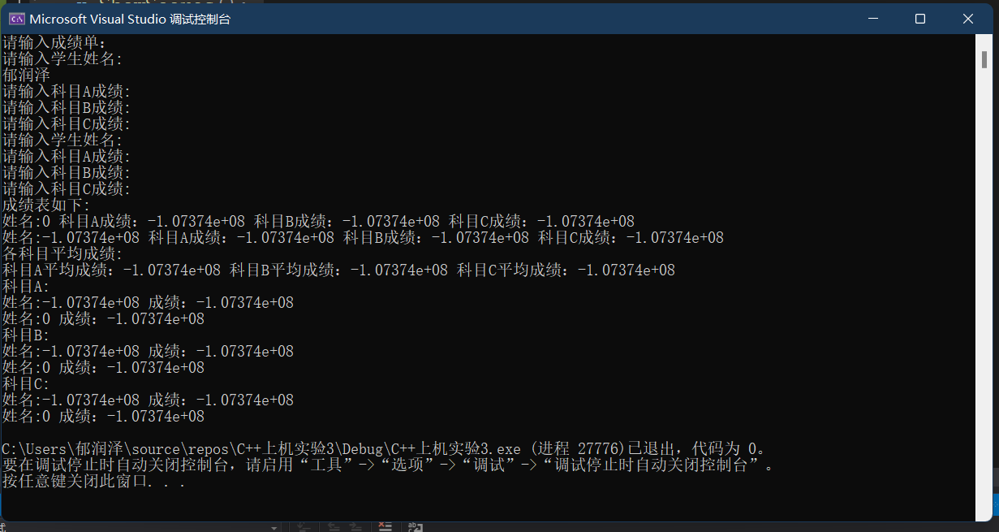 Microsoft Visual Studio 调试控制台
请输入成绩单:
请输入学生姓名:
郁润泽
请输入科目A成绩:
请输入科目B成绩:
请输入科目C成绩:
请输入学生姓名:
请输入科目A成绩:
请输入科目B成绩:
请输入科目C成绩:
成绩表如下:
姓名:0 科目A成绩: -1.07374e+08 科目B成绩: -1.07374e+08 科目C成绩: -1.07374e+08
姓名:-1.07374e+08 科目A成绩: -1.07374e+08 科目B成绩: -1.07374e+08 科目C成绩: -1.07374e+08
各科目平均成绩:
科目A平均成绩: -1.07374e+08 科目B平均成绩: -1.07374e+08 科目C平均成绩: -1.07374e+08
科目A:
姓名:-1.07374e+08 成绩: -1.07374e+08
姓名:0 成绩: -1.07374e+08
科目B:
姓名:-1.07374e+08 成绩: -1.07374e+08
姓名:0 成绩: -1.07374e+08
科目C:
姓名:-1.07374e+08 成绩: -1.07374e+08
姓名:0 成绩: -1.07374e+08
C:\Users\郁润泽\source\repos\C++上机实验3\Debug\C++上机实验3.exe (进程 27776)已退出，代码为 0。
要在调试停止时自动关闭控制台，请启用“工具”->“选项”->“调试”->“调试停止时自动关闭控制台”。
按任意键关闭此窗口. . .